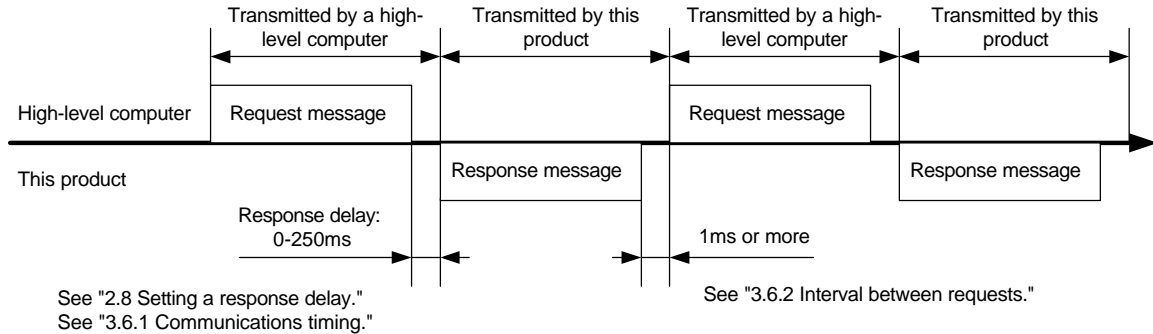 Transmitted by a high-
level computer
Transmitted by this
product
Transmitted by a high-
level computer
Transmitted by this
product
High-level computer
Request message
Request message
This product
Response message
Response message
Response delay:
0-250ms
1ms or more
See "2.8 Setting a response delay."
See "3.6.1 Communications timing."
See "3.6.2 Interval between requests."